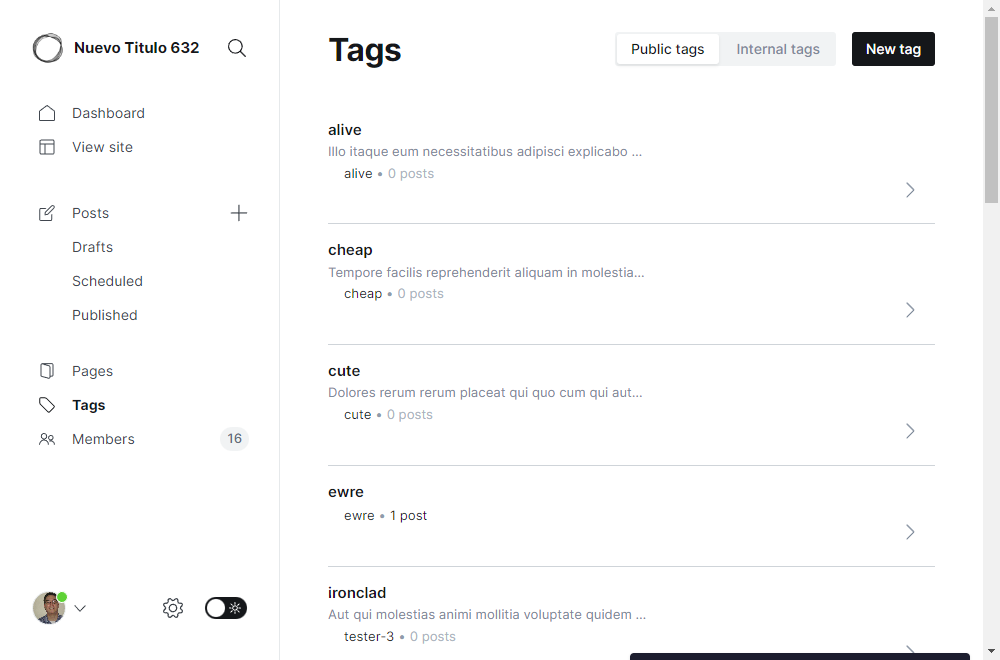 Nuevo Titulo 632
Dashboard
View site
Posts
Drafts
Scheduled
Published
Pages
Tags
Members
16
Tags
Public tags
Internal tags
New tag
alive
Illo itaque eum necessitatibus adipisci explicabo ...
alive • 0 posts
cheap
Tempore facilis reprehenderit aliquam in molestia...
cheap • 0 posts
cute
Dolores rerum rerum placeat qui quo cum qui aut...
cute • 0 posts
ewre
ewre • 1 post
ironclad
Aut qui molestias animi mollitia voluptate quidem ...
tester-3 • 0 posts